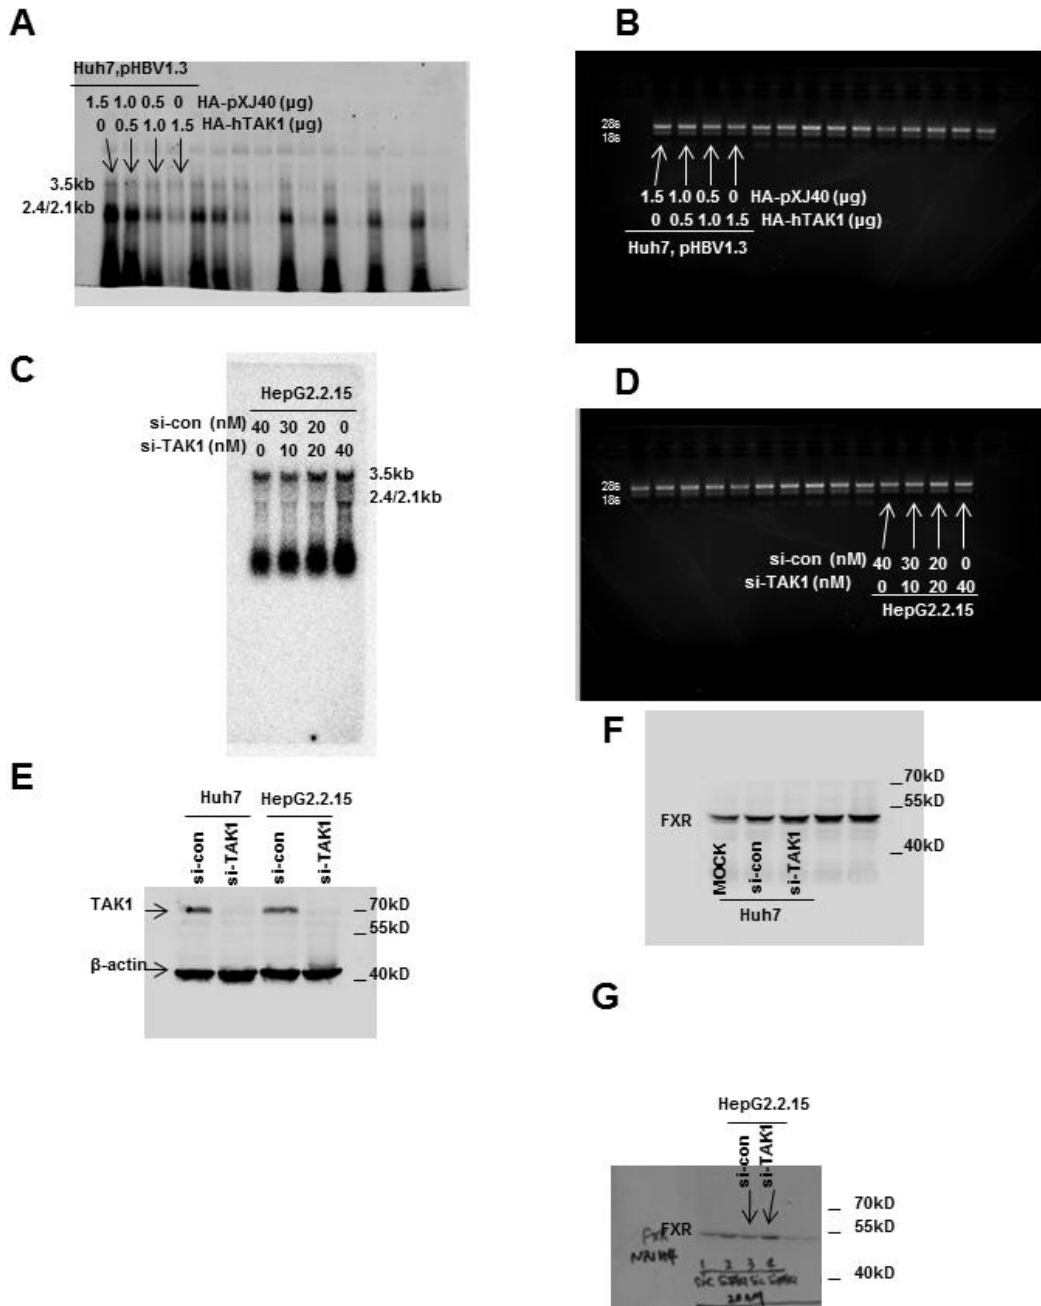 A
Huh7,pHBV1.3
1.5 1.0 0.5 0 HA-pXJ40 (µg)
0 0.5 1.0 1.5 HA-hTAK1 (µg)
3.5kb
2.4/2.1kb
B
28s
18s
1.5 1.0 0.5 0 HA-pXJ40 (µg)
0 0.5 1.0 1.5 HA-hTAK1 (µg)
Huh7, pHBV1.3
C
HepG2.2.15
si-con (nM) 40 30 20 0
si-TAK1 (nM) 0 10 20 40
3.5kb
2.4/2.1kb
D
28s
18s
si-con (nM) 40 30 20 0
si-TAK1 (nM) 0 10 20 40
HepG2.2.15
E
Huh7 HepG2.2.15
si-con si-TAK1 si-con si-TAK1
TAK1 70kD
55kD
β-actin 40kD
F
70kD
55kD
FXR
40kD
MOCK si-con si-TAK1
Huh7
G
HepG2.2.15
si-con si-TAK1
70kD
FXR 55kD
40kD
1 2 3